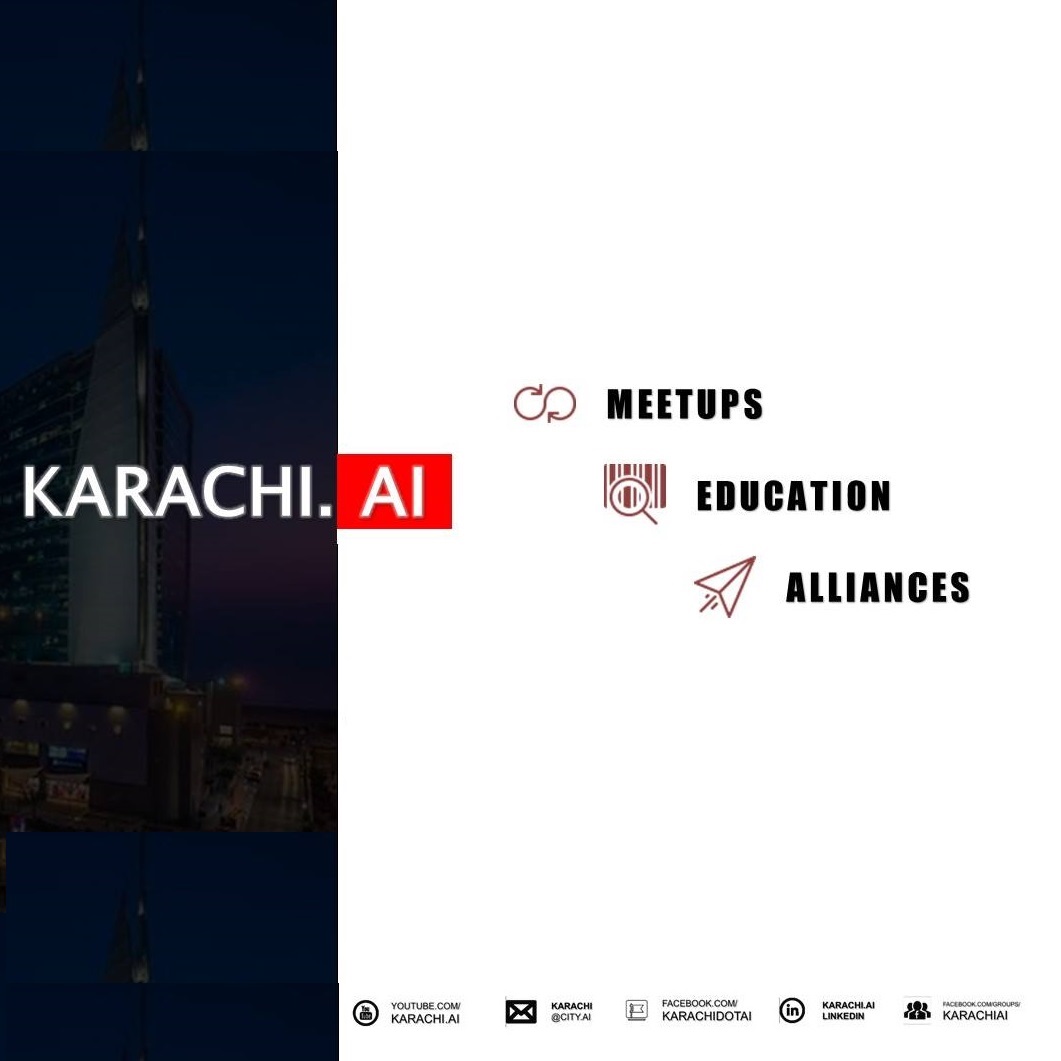 KARACHI. AI
MEETUPS
EDUCATION
ALLIANCES
YOUTUBE.COM/
KARACHI.AI
KARACHI
@CITY.AI
FACEBOOK.COM/
KARACHIDOTAI
in
KARACHI.AI
LINKEDIN
FACEBOOK.COM/GROUPS/
KARACHIAI